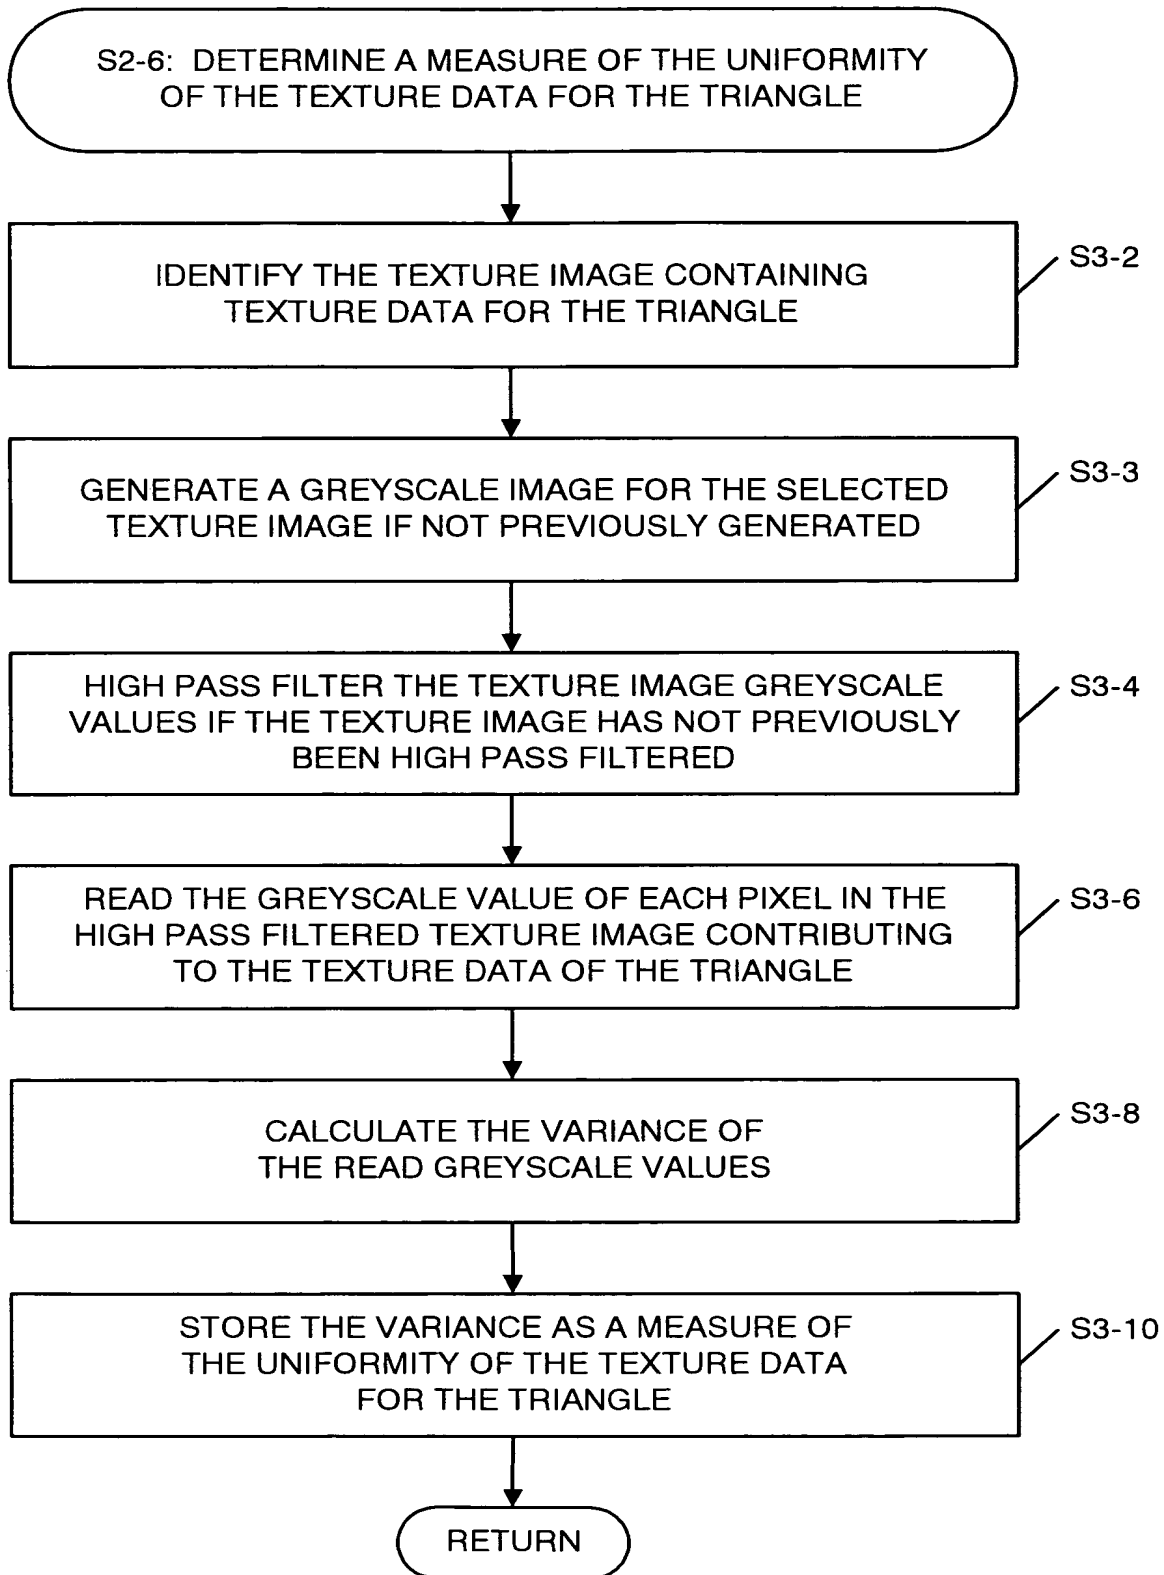 S2-6: DETERMINE A MEASURE OF THE UNIFORMITY
OF THE TEXTURE DATA FOR THE TRIANGLE
IDENTIFY THE TEXTURE IMAGE CONTAINING
TEXTURE DATA FOR THE TRIANGLE
S3-2
GENERATE A GREYSCALE IMAGE FOR THE SELECTED
TEXTURE IMAGE IF NOT PREVIOUSLY GENERATED
S3-3
HIGH PASS FILTER THE TEXTURE IMAGE GREYSCALE
VALUES IF THE TEXTURE IMAGE HAS NOT PREVIOUSLY
BEEN HIGH PASS FILTERED
S3-4
READ THE GREYSCALE VALUE OF EACH PIXEL IN THE
HIGH PASS FILTERED TEXTURE IMAGE CONTRIBUTING
TO THE TEXTURE DATA OF THE TRIANGLE
S3-6
CALCULATE THE VARIANCE OF
THE READ GREYSCALE VALUES
S3-8
STORE THE VARIANCE AS A MEASURE OF
THE UNIFORMITY OF THE TEXTURE DATA
FOR THE TRIANGLE
S3-10
RETURN